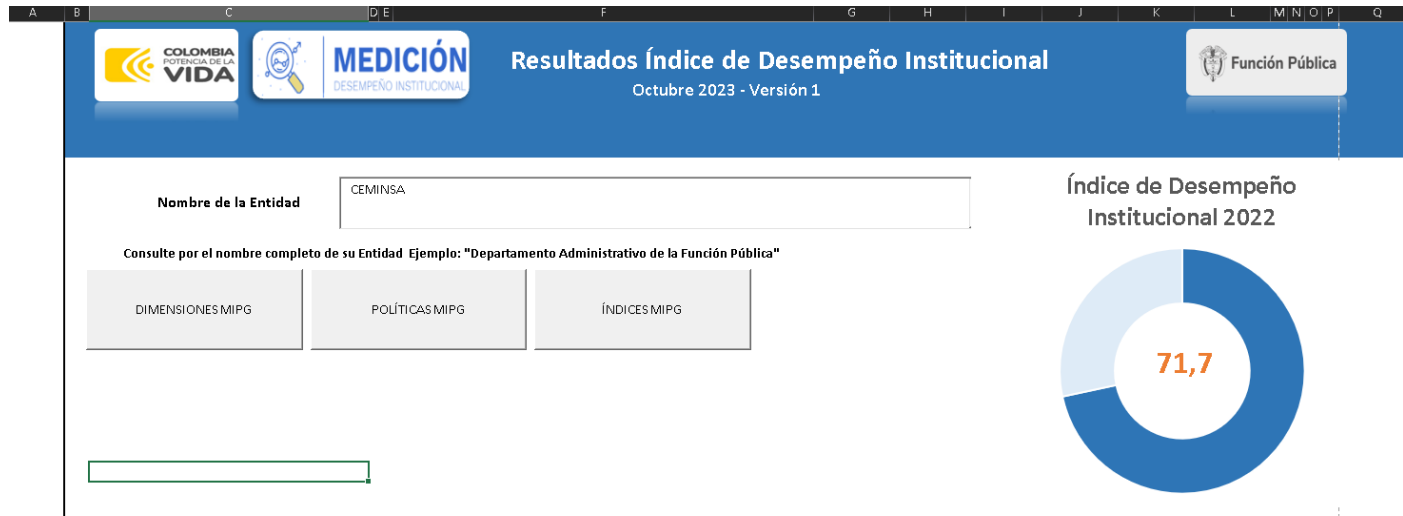 A B C D E F G H I J K L M N O P Q
COLOMBIA
POTENCIA DE LA
VIDA
MEDICIÓN
DESEMPEÑO INSTITUCIONAL
Resultados Índice de Desempeño Institucional
Octubre 2023 - Versión 1
Función Pública
Nombre de la Entidad
CEMINSA
Consulte por el nombre completo de su Entidad Ejemplo: "Departamento Administrativo de la Función Pública"
DIMENSIONES MIPG
POLÍTICAS MIPG
ÍNDICES MIPG
Índice de Desempeño
Institucional 2022
71,7